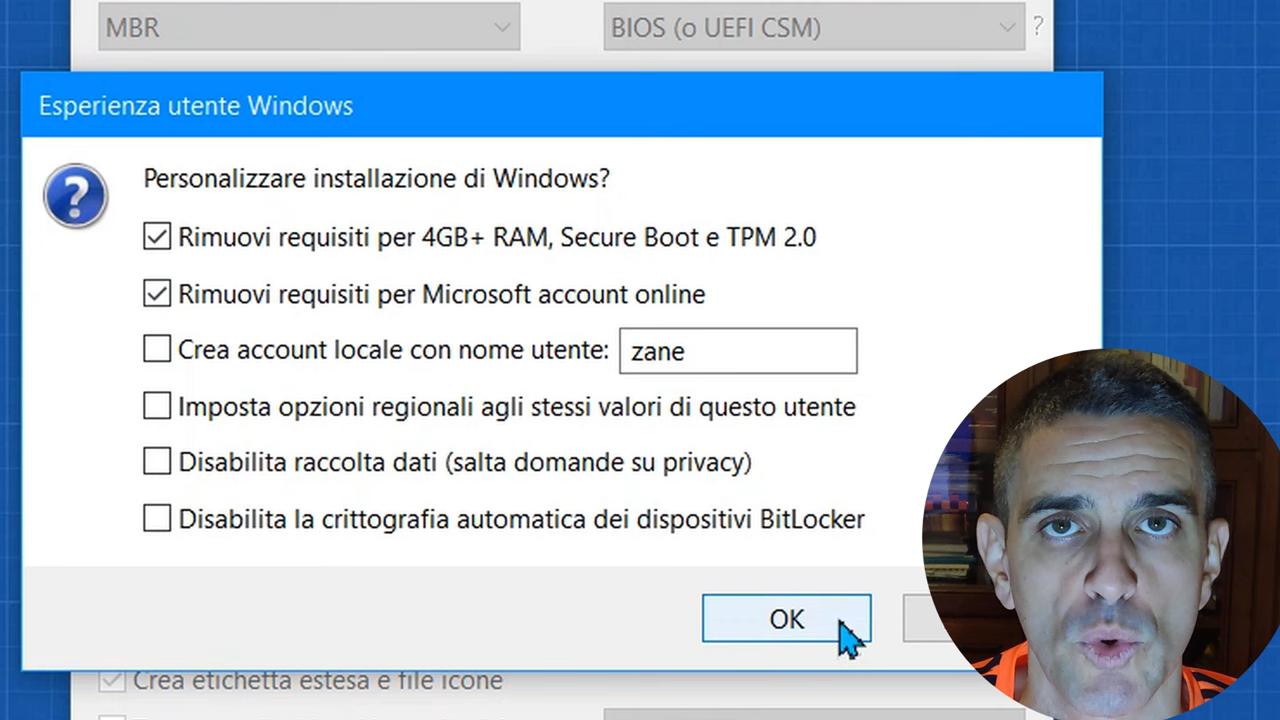 MBR
BIOS (o UEFI CSM)
?
Esperienza utente Windows
Personalizzare installazione di Windows?
Rimuovi requisiti per 4GB+ RAM, Secure Boot e TPM 2.0
Rimuovi requisiti per Microsoft account online
Crea account locale con nome utente: zane
Imposta opzioni regionali agli stessi valori di questo utente
Disabilita raccolta dati (salta domande su privacy)
Disabilita la crittografia automatica dei dispositivi BitLocker
OK
Crea etichetta estesa e file icone